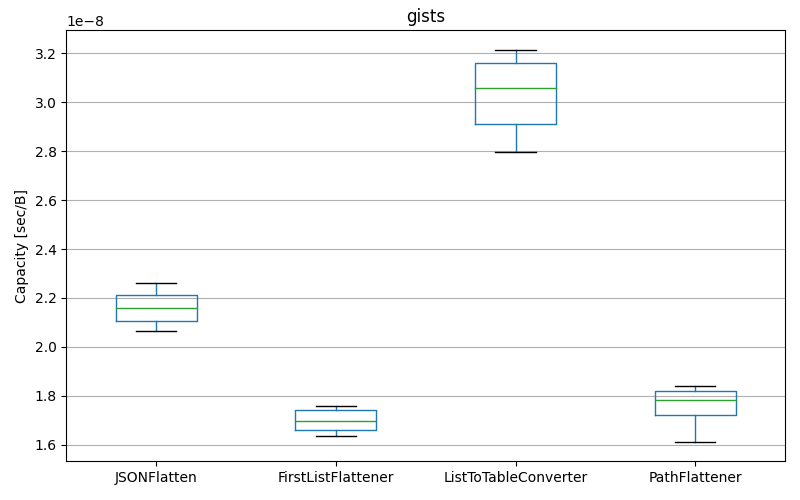 gists
1e−8
Capacity [sec/B]
3.2
3.0
2.8
2.6
2.4
2.2
2.0
1.8
1.6
JSONFlatten FirstListFlattener ListToTableConverter PathFlattener